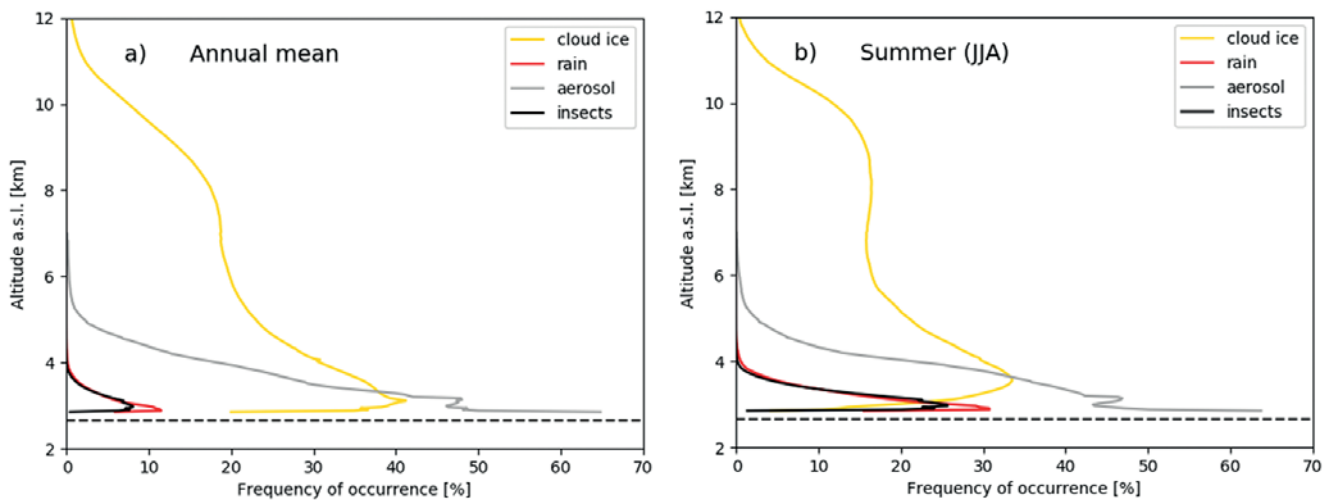 a) Annual mean
cloud ice
rain
aerosol
insects
12
10
8
6
4
2
Altitude a.s.l. [km]
0 10 20 30 40 50 60 70
Frequency of occurrence [%]
b) Summer (JJA)
cloud ice
rain
aerosol
insects
12
10
8
6
4
2
Altitude a.s.l. [km]
0 10 20 30 40 50 60 70
Frequency of occurrence [%]